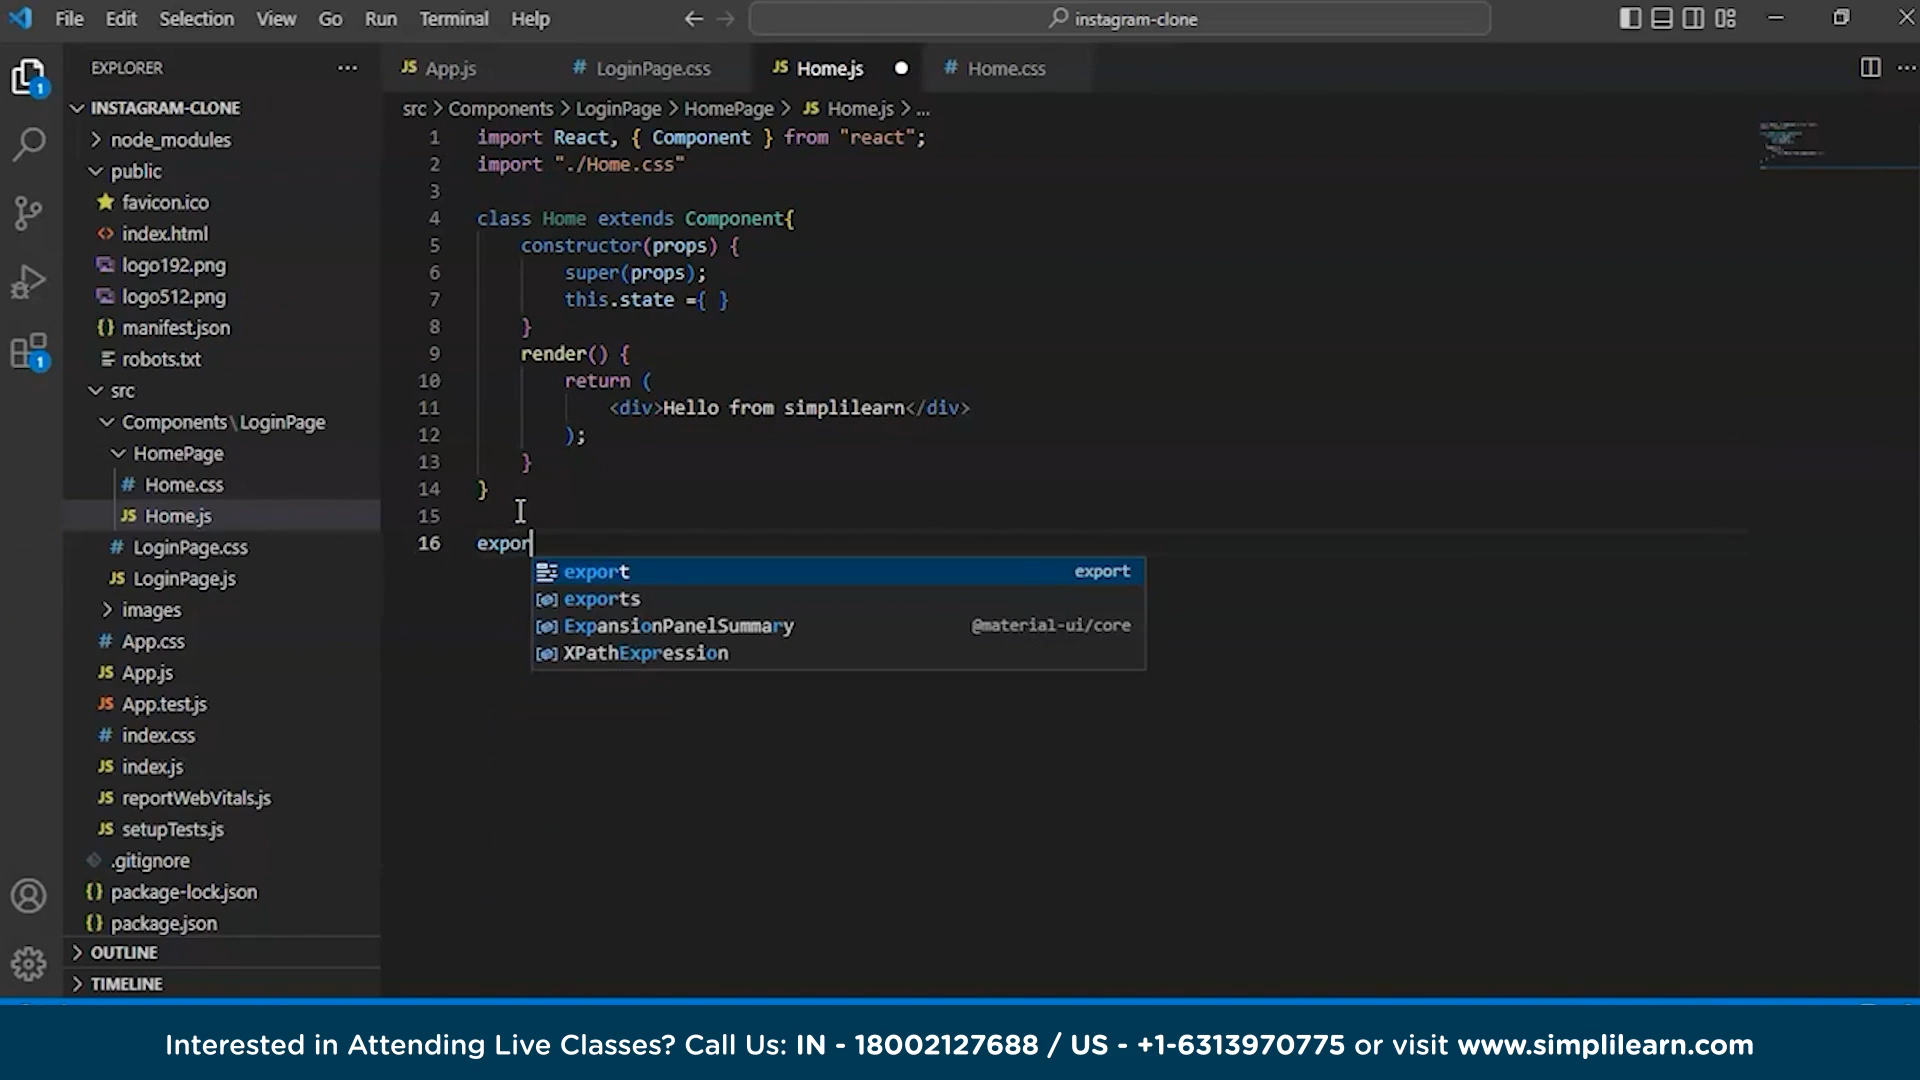 File Edit Selection View Go Run Terminal Help
instagram-clone
EXPLORER
INSTAGRAM-CLONE
node_modules
public
favicon.ico
index.html
logo192.png
logo512.png
manifest.json
robots.txt
src
Components\LoginPage
HomePage
Home.css
Home.js
LoginPage.css
LoginPage.js
images
App.css
App.js
App.test.js
index.css
index.js
reportWebVitals.js
setupTests.js
.gitignore
package-lock.json
package.json
OUTLINE
TIMELINE
1
1
JS App.js # LoginPage.css JS Home.js # Home.css
src > Components > LoginPage > HomePage > JS Home.js > ...
1 import React, { Component } from "react";
2 import "./Home.css"
3
4 class Home extends Component{
5 constructor(props) {
6 super(props);
7 this.state ={ }
8 }
9 render() {
10 return (
11 <div>Hello from simplilearn</div>
12 );
13 }
14 }
15
16 expor
export export
exports
ExpansionPanelSummary @material-ui/core
XPathExpression
Interested in Attending Live Classes? Call Us: IN - 18002127688 / US - +1-6313970775 or visit www.simplilearn.com